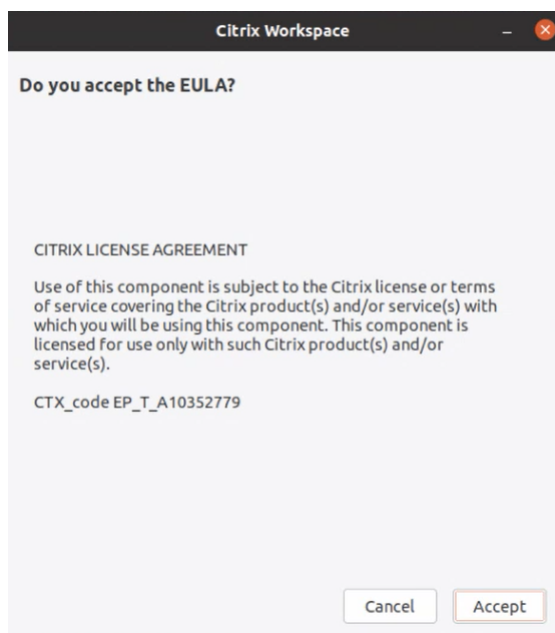 Citrix Workspace
Do you accept the EULA?
CITRIX LICENSE AGREEMENT
Use of this component is subject to the Citrix license or terms
of service covering the Citrix product(s) and/or service(s) with
which you will be using this component. This component is
licensed for use only with such Citrix product(s) and/or
service(s).
CTX_code EP_T_A10352779
Cancel
Accept